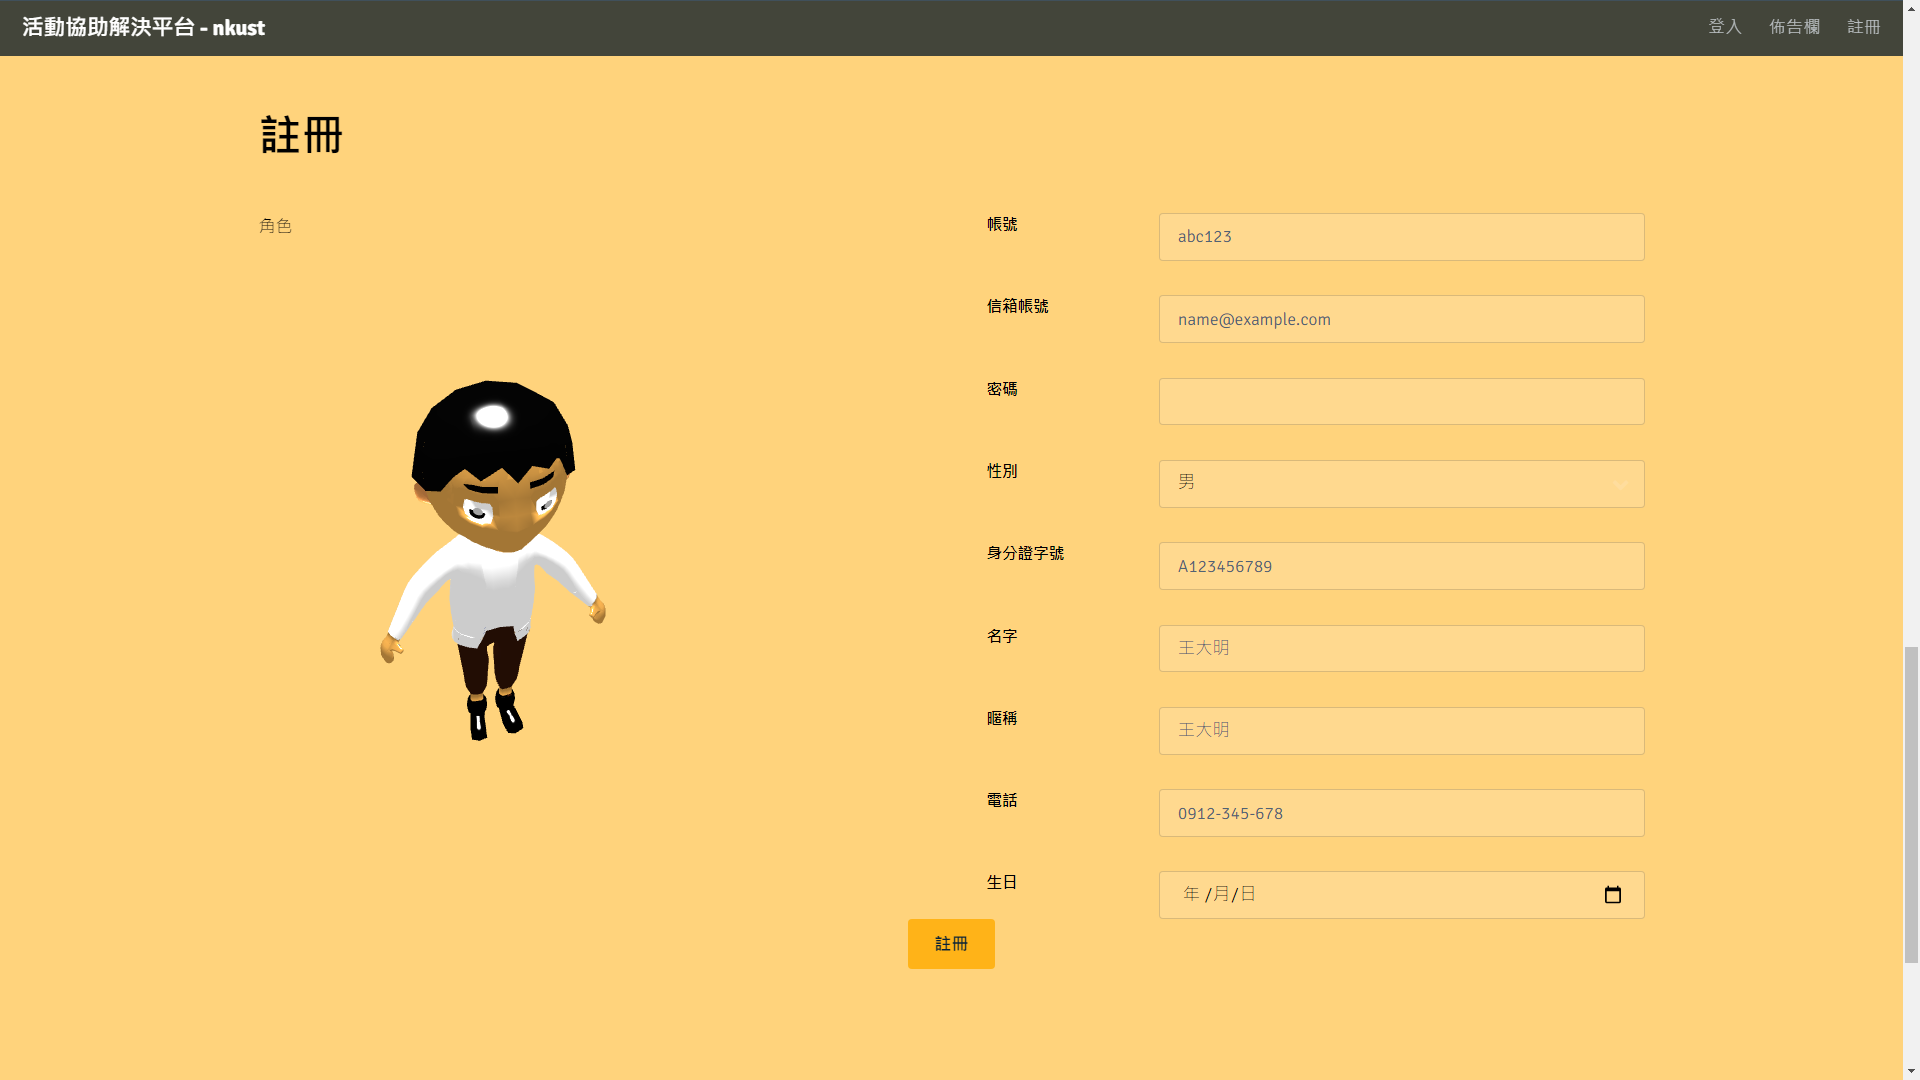 活動協助解決平台 - nkust
登入 佈告欄 註冊
註冊
角色
帳號 abc123
信箱帳號 name@example.com
密碼
性別 男
身分證字號 A123456789
名字 王大明
暱稱 王大明
電話 0912-345-678
生日 年 /月/日
註冊